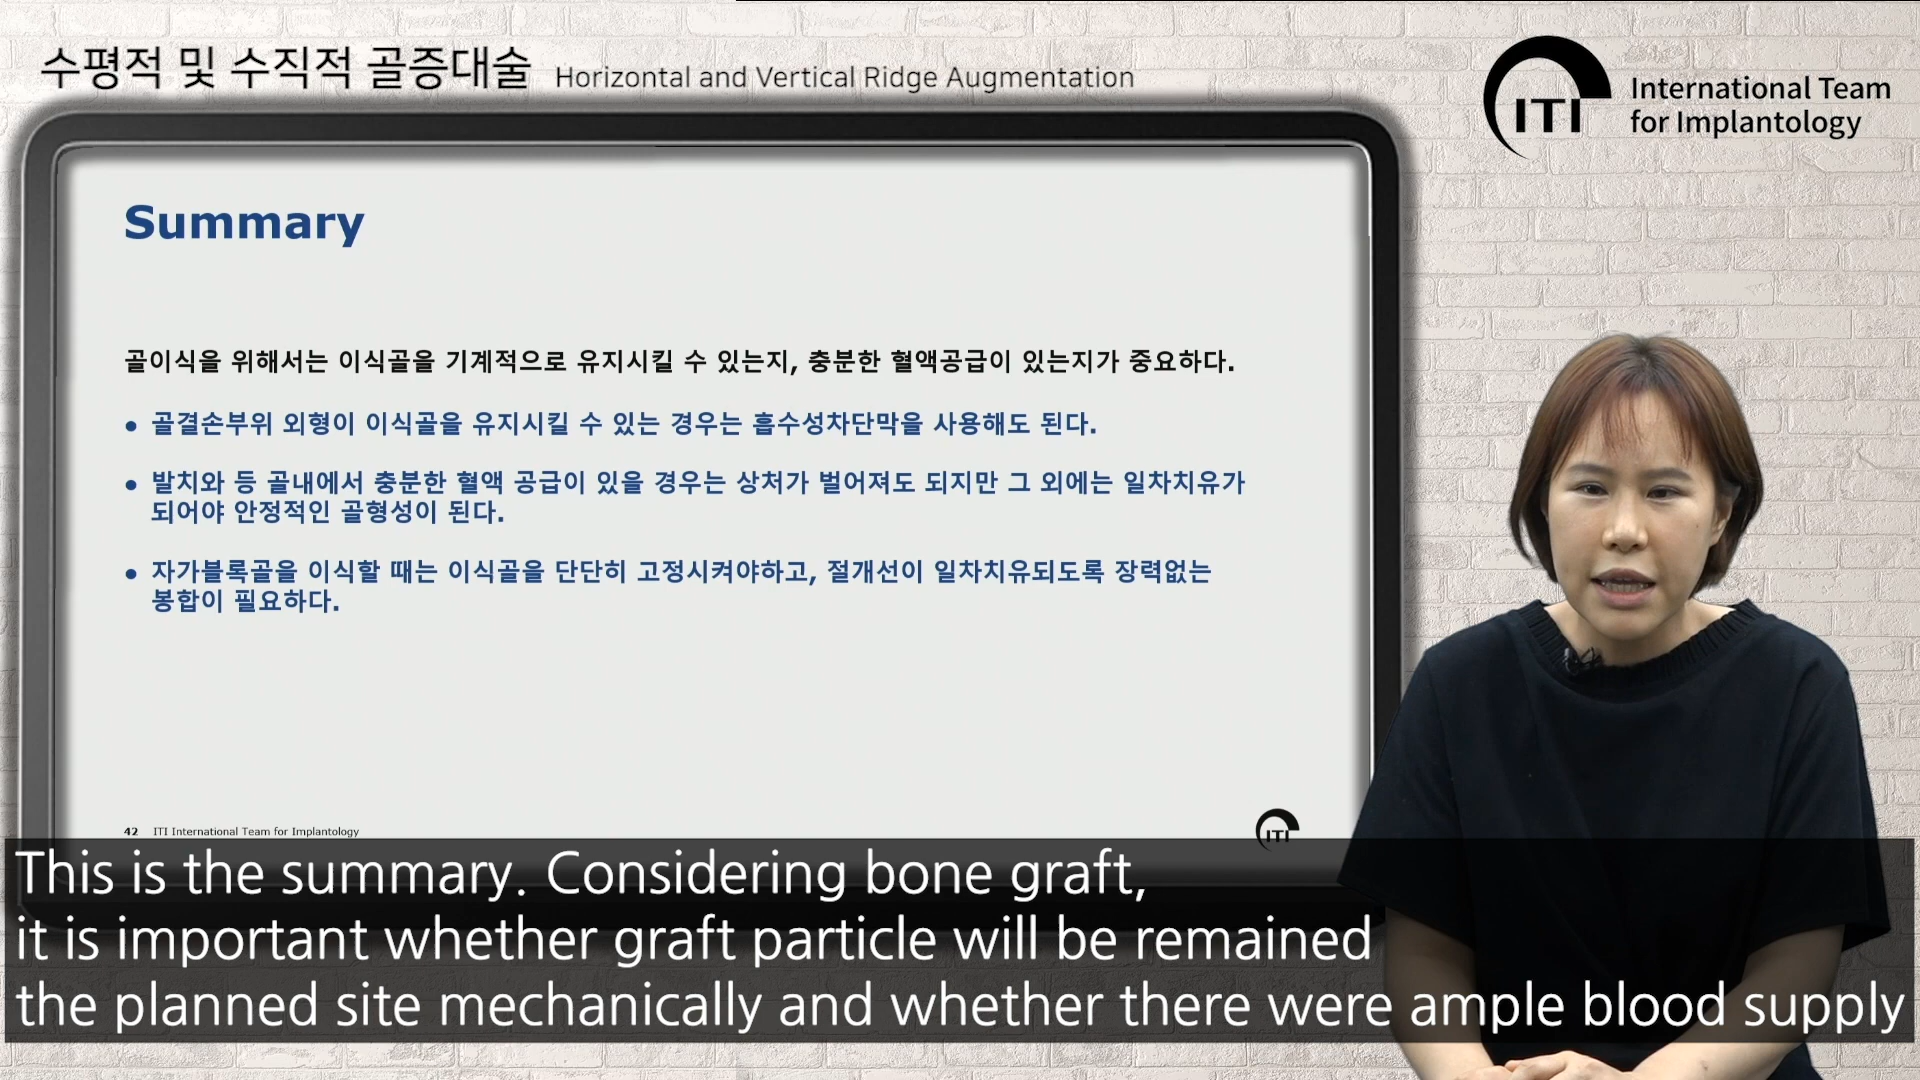 수평적 및 수직적 골증대술 Horizontal and Vertical Ridge Augmentation
ITI International Team
for Implantology
Summary
골이식을 위해서는 이식골을 기계적으로 유지시킬 수 있는지, 충분한 혈액공급이 있는지가 중요하다.
• 골결손부위 외형이 이식골을 유지시킬 수 있는 경우는 흡수성차단막을 사용해도 된다.
• 발치와 등 골내에서 충분한 혈액 공급이 있을 경우는 상처가 벌어져도 되지만 그 외에는 일차치유가
되어야 안정적인 골형성이 된다.
• 자가블록골을 이식할 때는 이식골을 단단히 고정시켜야하고, 절개선이 일차치유되도록 장력없는
봉합이 필요하다.
42 ITI International Team for Implantology
ITI
This is the summary. Considering bone graft,
it is important whether graft particle will be remained
the planned site mechanically and whether there were ample blood supply